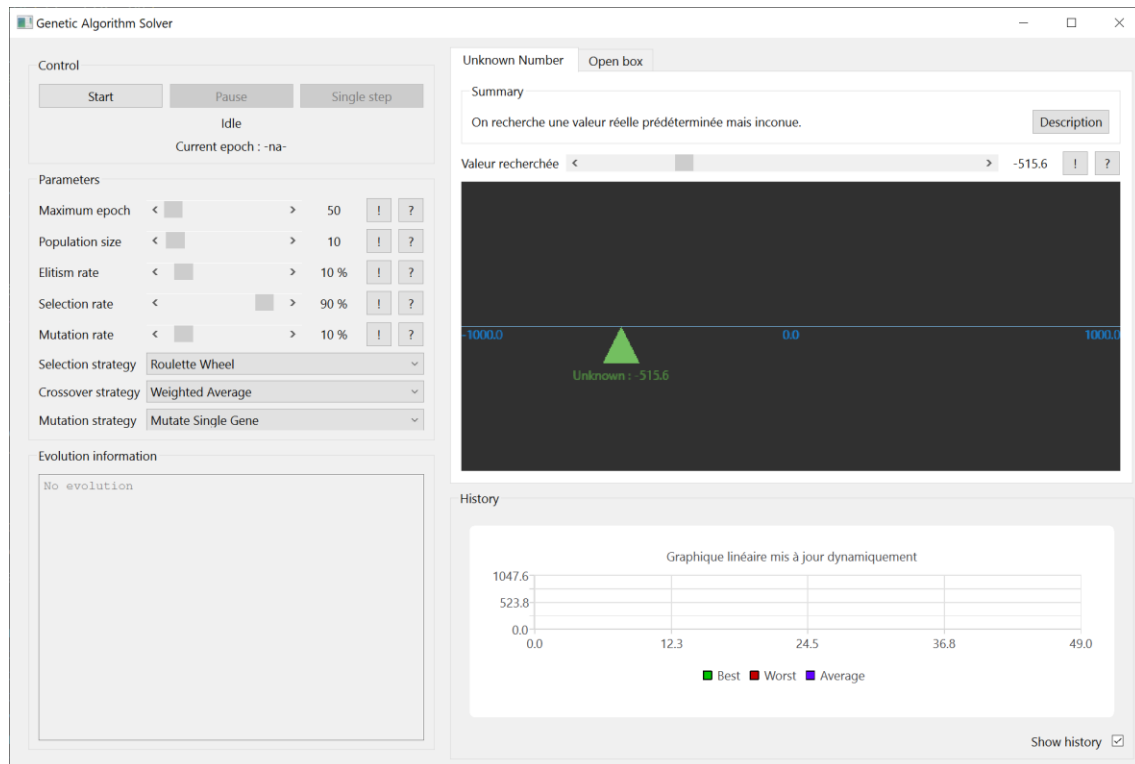 Genetic Algorithm Solver
Control
Start Pause Single step
Idle
Current epoch : -na-
Parameters
Maximum epoch < > 50 ! ?
Population size < > 10 ! ?
Elitism rate < > 10 % ! ?
Selection rate < > 90 % ! ?
Mutation rate < > 10 % ! ?
Selection strategy Roulette Wheel
Crossover strategy Weighted Average
Mutation strategy Mutate Single Gene
Evolution information
No evolution
Unknown Number Open box
Summary
On recherche une valeur réelle prédéterminée mais inconue.
Description
Valeur recherchée < > -515.6 ! ?
-1000.0 0.0 1000.0
Unknown : -515.6
History
Graphique linéaire mis à jour dynamiquement
1047.6
523.8
0.0
0.0 12.3 24.5 36.8 49.0
Best Worst Average
Show history